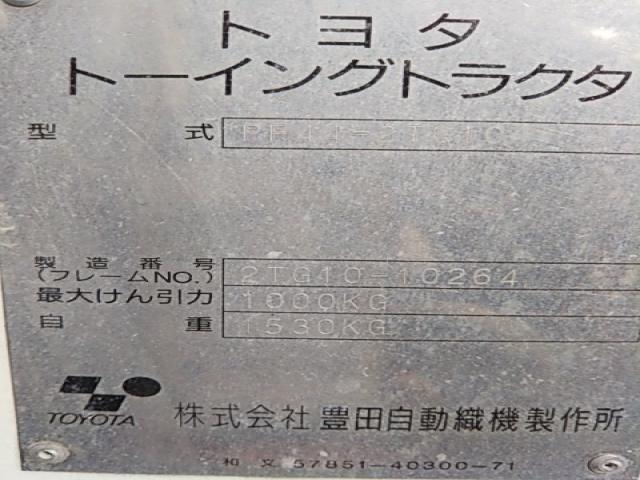 トヨタ
トーイングトラクタ
型式
製造番号 2TG10-10264
(フレームNO.)
最大けん引力 1000KG
自重 1530KG
TOYOTA 株式会社 豊田自動織機製作所
和文 57851-40300-71